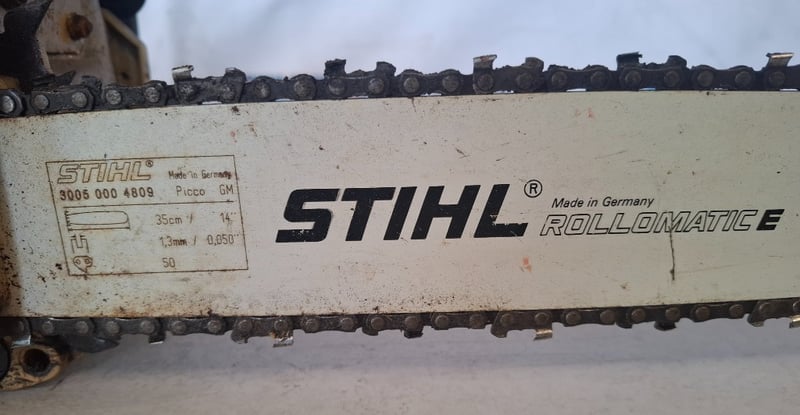 STIHL® Made in Germany
3005 000 4809 Picco GM
35cm / 14"
1,3mm / 0,050"
50
STIHL®
Made in Germany
ROLLOMATIC E